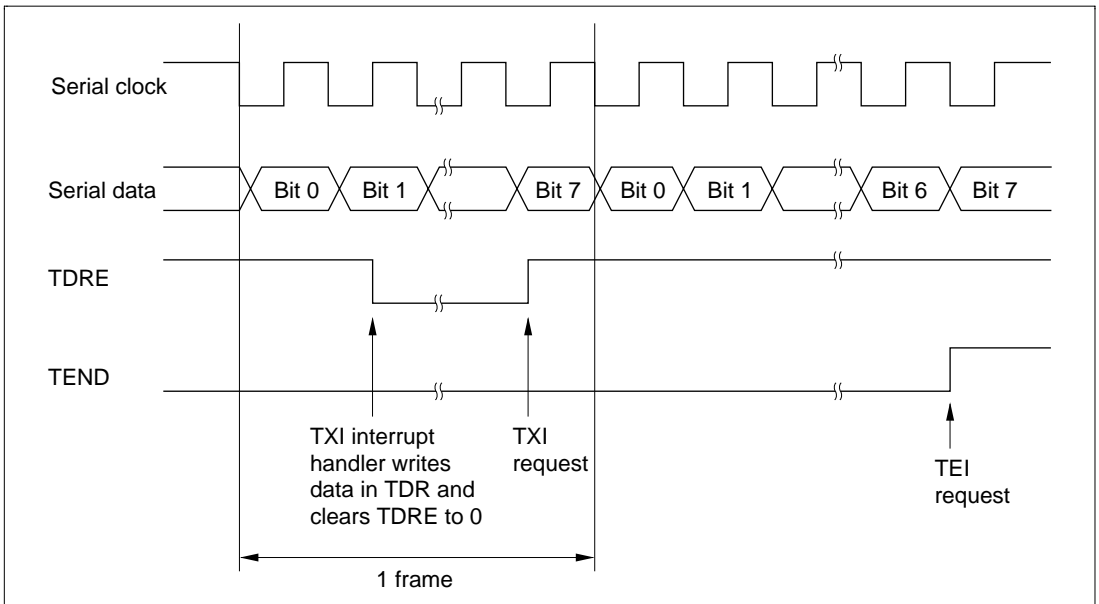 Serial clock
Serial data
Bit 0
Bit 1
Bit 7
Bit 0
Bit 1
Bit 6
Bit 7
TDRE
TEND
TXI interrupt
handler writes
data in TDR and
clears TDRE to 0
TXI
request
TEI
request
1 frame